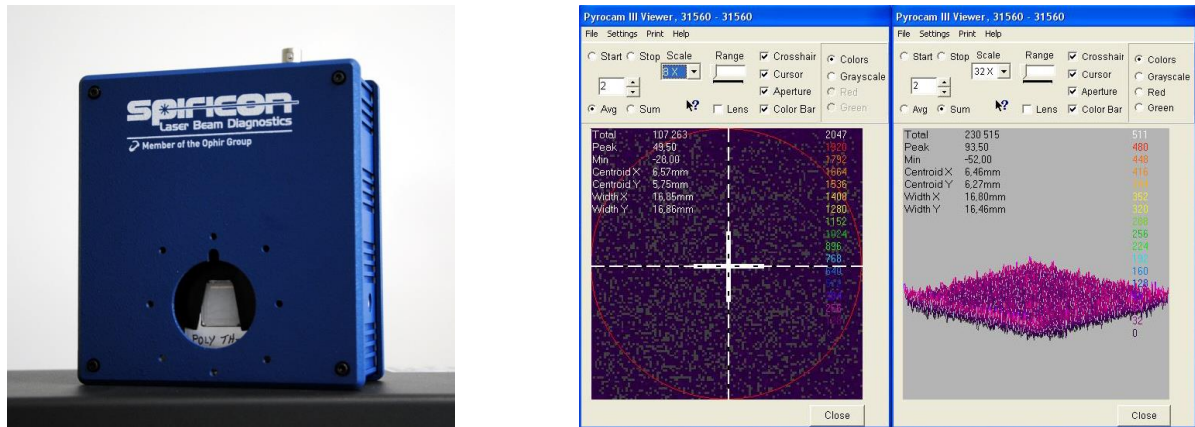 SPIRICON
Laser Beam Diagnostics
Member of the Ophir Group
POLY TH-
Pyrocam III Viewer, 31560 - 31560
File Settings Print Help
Start Stop Scale Range Crosshair Colors
8 X Cursor Grayscale
2 Aperture Red
Avg Sum Lens Color Bar Green
Total 107 263 2047
Peak 49,50 1920
Min -28,00 1792
Centroid X 6,57mm 1664
Centroid Y 5,75mm 1536
Width X 16,85mm 1408
Width Y 16,86mm 1280
1152
1024
896
768
640
Close
Pyrocam III Viewer, 31560 - 31560
File Settings Print Help
Start Stop Scale Range Crosshair Colors
32 X Cursor Grayscale
2 Aperture Red
Avg Sum Lens Color Bar Green
Total 230 515 511
Peak 93,50 480
Min -52,00 448
Centroid X 6,46mm 416
Centroid Y 6,27mm
Width X 16,80mm 352
Width Y 16,46mm 320
288
256
224
192
160
128
32
0
Close